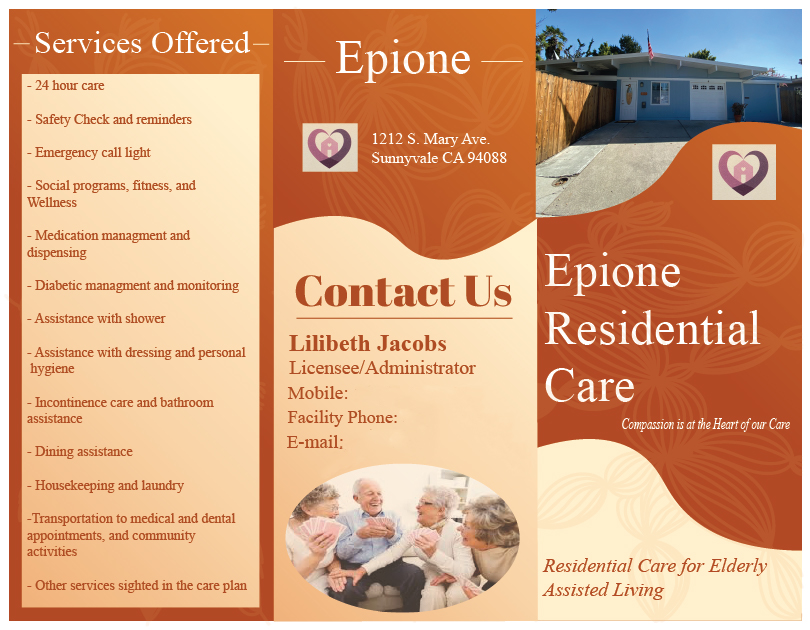 Services Offered
- 24 hour care
- Safety Check and reminders
- Emergency call light
- Social programs, fitness, and
Wellness
- Medication managment and
dispensing
- Diabetic managment and monitoring
- Assistance with shower
- Assistance with dressing and personal
hygiene
- Incontinence care and bathroom
assistance
- Dining assistance
- Housekeeping and laundry
-Transportation to medical and dental
appointments, and community
activities
- Other services sighted in the care plan
Epione
1212 S. Mary Ave.
Sunnyvale CA 94088
Contact Us
Lilibeth Jacobs
Licensee/Administrator
Mobile:
Facility Phone:
E-mail:
Epione
Residential
Care
Compassion is at the Heart of our Care
Residential Care for Elderly
Assisted Living